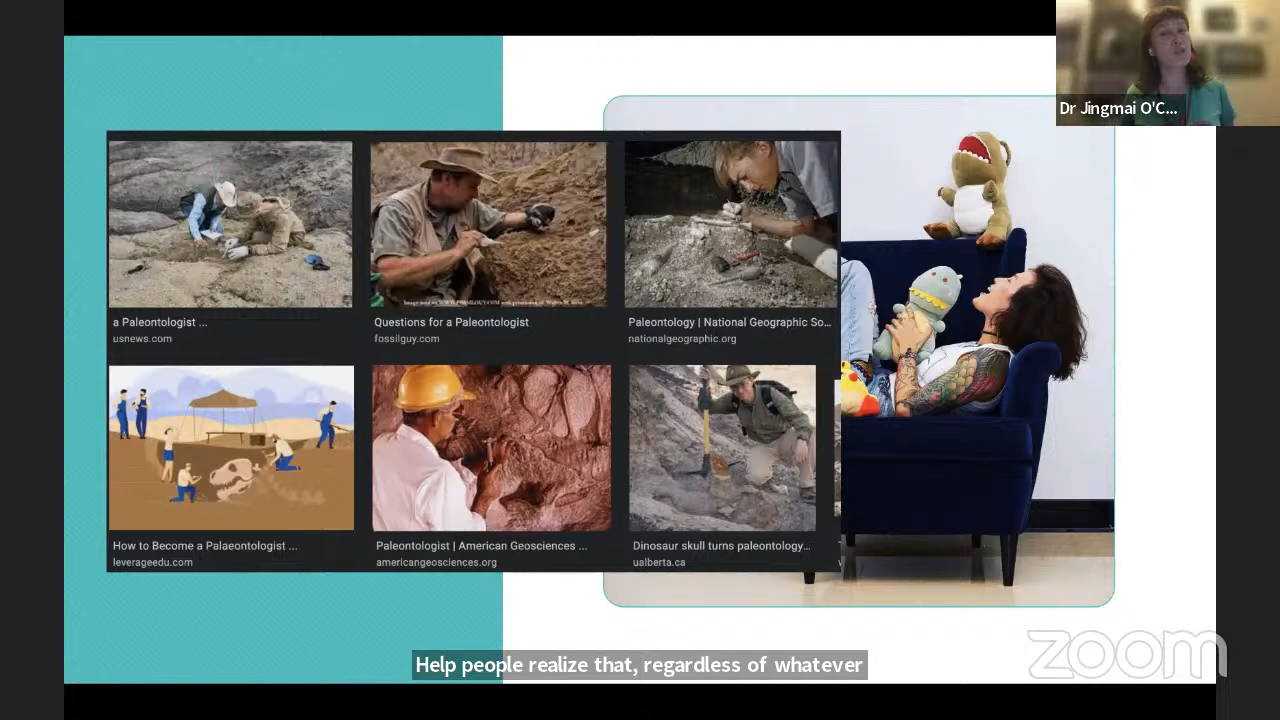 Dr Jingmai O'C...
a Paleontologist ...
usnews.com
Questions for a Paleontologist
fossilguy.com
Paleontology | National Geographic So...
nationalgeographic.org
How to Become a Palaeontologist ...
leverageedu.com
Paleontologist | American Geosciences ...
americangeosciences.org
Dinosaur skull turns paleontology...
ualberta.ca
Help people realize that, regardless of whatever
zoom